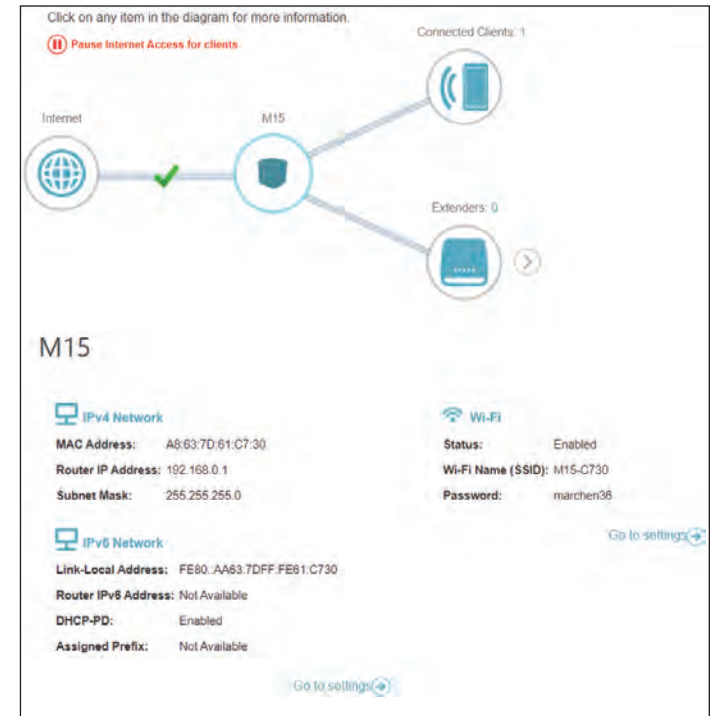 Click on any item in the diagram for more information.
Pause Internet Access for clients
Connected Clients: 1
Internet
M15
Extenders: 0
M15
IPv4 Network
MAC Address: A8:63:7D:61:C7:30
Router IP Address: 192.168.0.1
Subnet Mask: 255.255.255.0
Wi-Fi
Status: Enabled
Wi-Fi Name (SSID): M15-C730
Password: marchen36
Go to settings
IPv6 Network
Link-Local Address: FE80::AA63:7DFF:FE61:C730
Router IPv6 Address: Not Available
DHCP-PD: Enabled
Assigned Prefix: Not Available
Go to settings